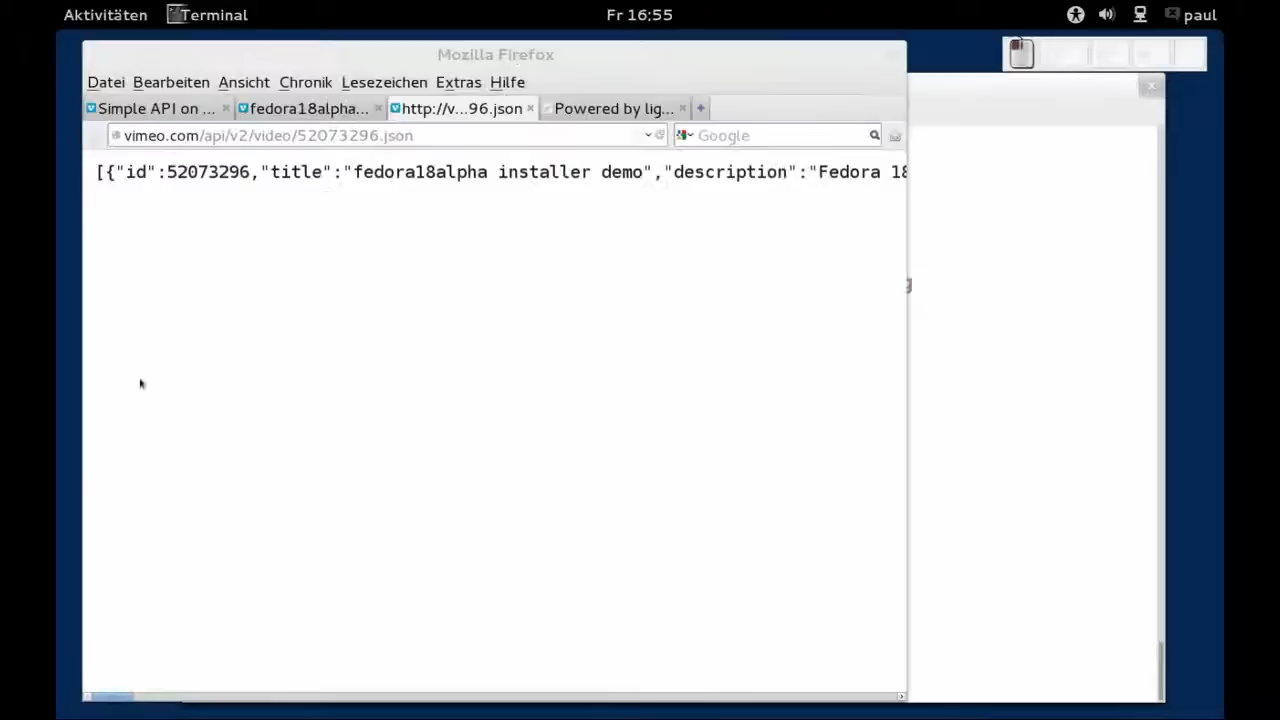 Aktivitäten Terminal Fr 16:55 paul
Mozilla Firefox
Datei Bearbeiten Ansicht Chronik Lesezeichen Extras Hilfe
Simple API on ... fedora18alpha... http://v...96.json Powered by lig...
vimeo.com/api/v2/video/52073296.json Google
[{"id":52073296,"title":"fedora18alpha installer demo","description":"Fedora 18
g